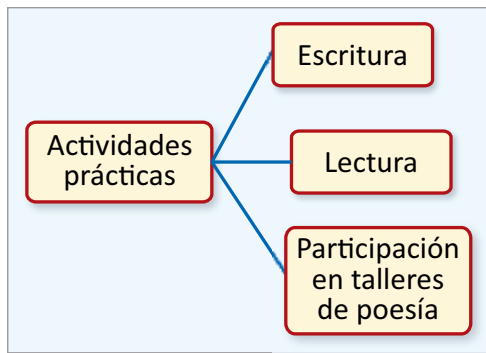 Actividades
prácticas
Escritura
Lectura
Participación
en talleres
de poesía